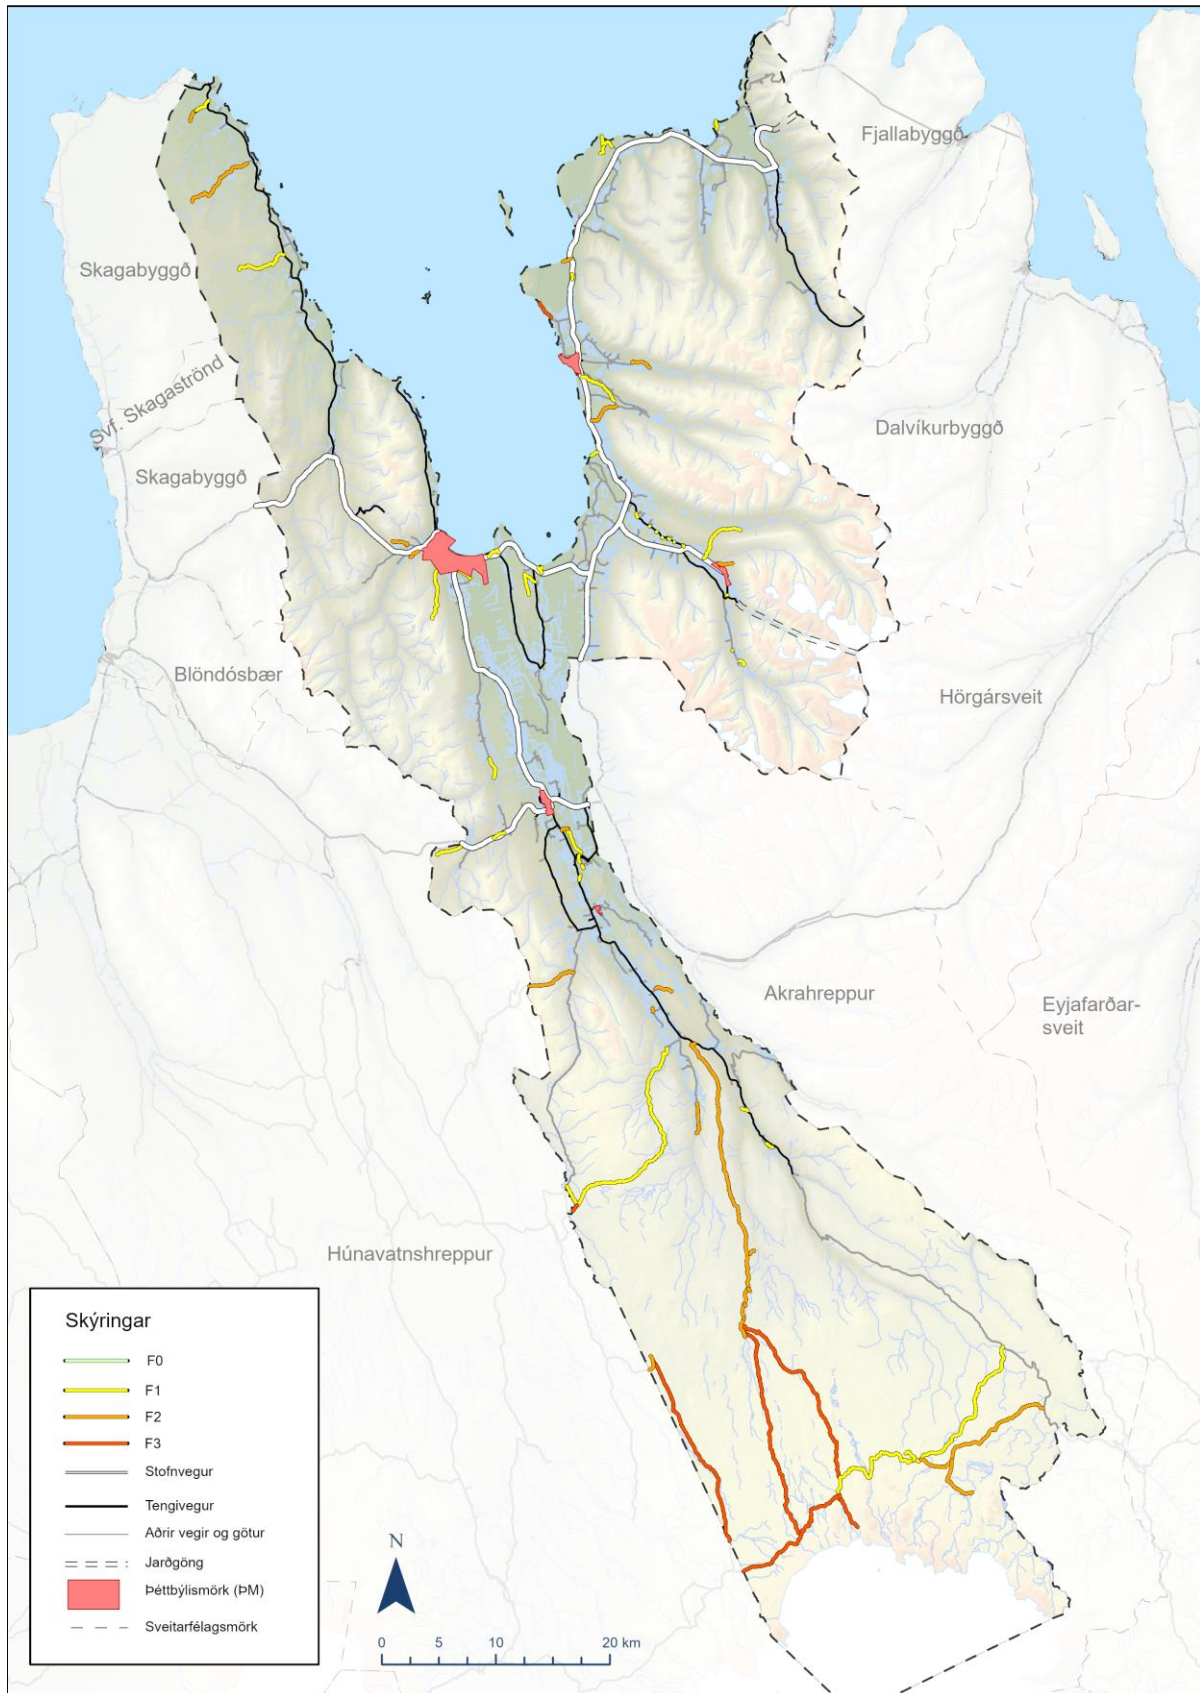 Fjallabyggð
Skagabyggð
Svf. Skagaströnd
Dalvíkurbyggð
Skagabyggð
Blöndósbær
Hörgársveit
Akrahreppur
Eyjafarðar-
sveit
Húnavatnshreppur
Skýringar
F0
F1
F2
F3
Stofnvegur
Tengivegur
Aðrir vegir og götur
Jarðgöng
Þéttbýlismörk (ÞM)
Sveitarfélagsmörk
N
0 5 10 20 km